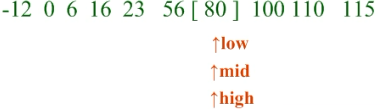 -12 0 6 16 23 56 [ 80 ] 100 110 115
↑low
↑mid
↑high